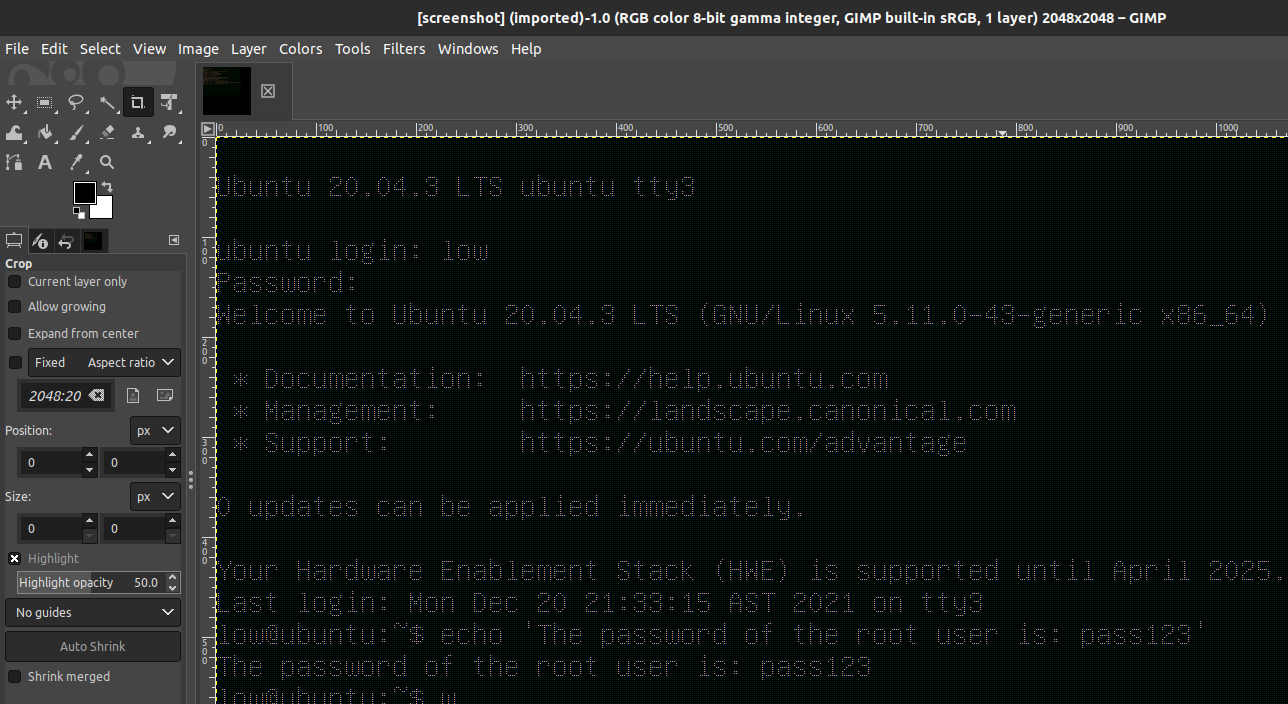 [screenshot] (imported)-1.0 (RGB color 8-bit gamma integer, GIMP built-in sRGB, 1 layer) 2048x2048 – GIMP
File Edit Select View Image Layer Colors Tools Filters Windows Help
0 100 200 300 400 500 600 700 800 900 1000
0
100
200
300
400
500
Crop
Current layer only
Allow growing
Expand from center
Fixed Aspect ratio
2048:20
Position: px
0 0
Size: px
0 0
Highlight
Highlight opacity 50.0
No guides
Auto Shrink
Shrink merged
Ubuntu 20.04.3 LTS ubuntu tty3
ubuntu login: low
Password:
Welcome to Ubuntu 20.04.3 LTS (GNU/Linux 5.11.0-43-generic x86_64)
* Documentation: https://help.ubuntu.com
* Management: https://landscape.canonical.com
* Support: https://ubuntu.com/advantage
0 updates can be applied immediately.
Your Hardware Enablement Stack (HWE) is supported until April 2025.
Last login: Mon Dec 20 21:33:15 AST 2021 on tty3
low@ubuntu:~$ echo 'The password of the root user is: pass123'
The password of the root user is: pass123
low@ubuntu:~$ w